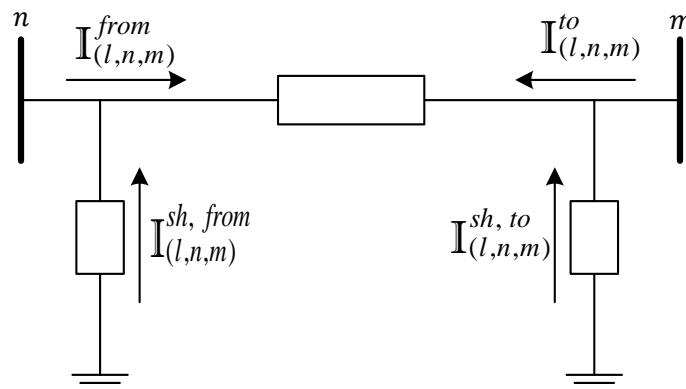 n
𝕀^{from}_{(l,n,m)}
𝕀^{to}_{(l,n,m)}
m
𝕀^{sh, from}_{(l,n,m)}
𝕀^{sh, to}_{(l,n,m)}